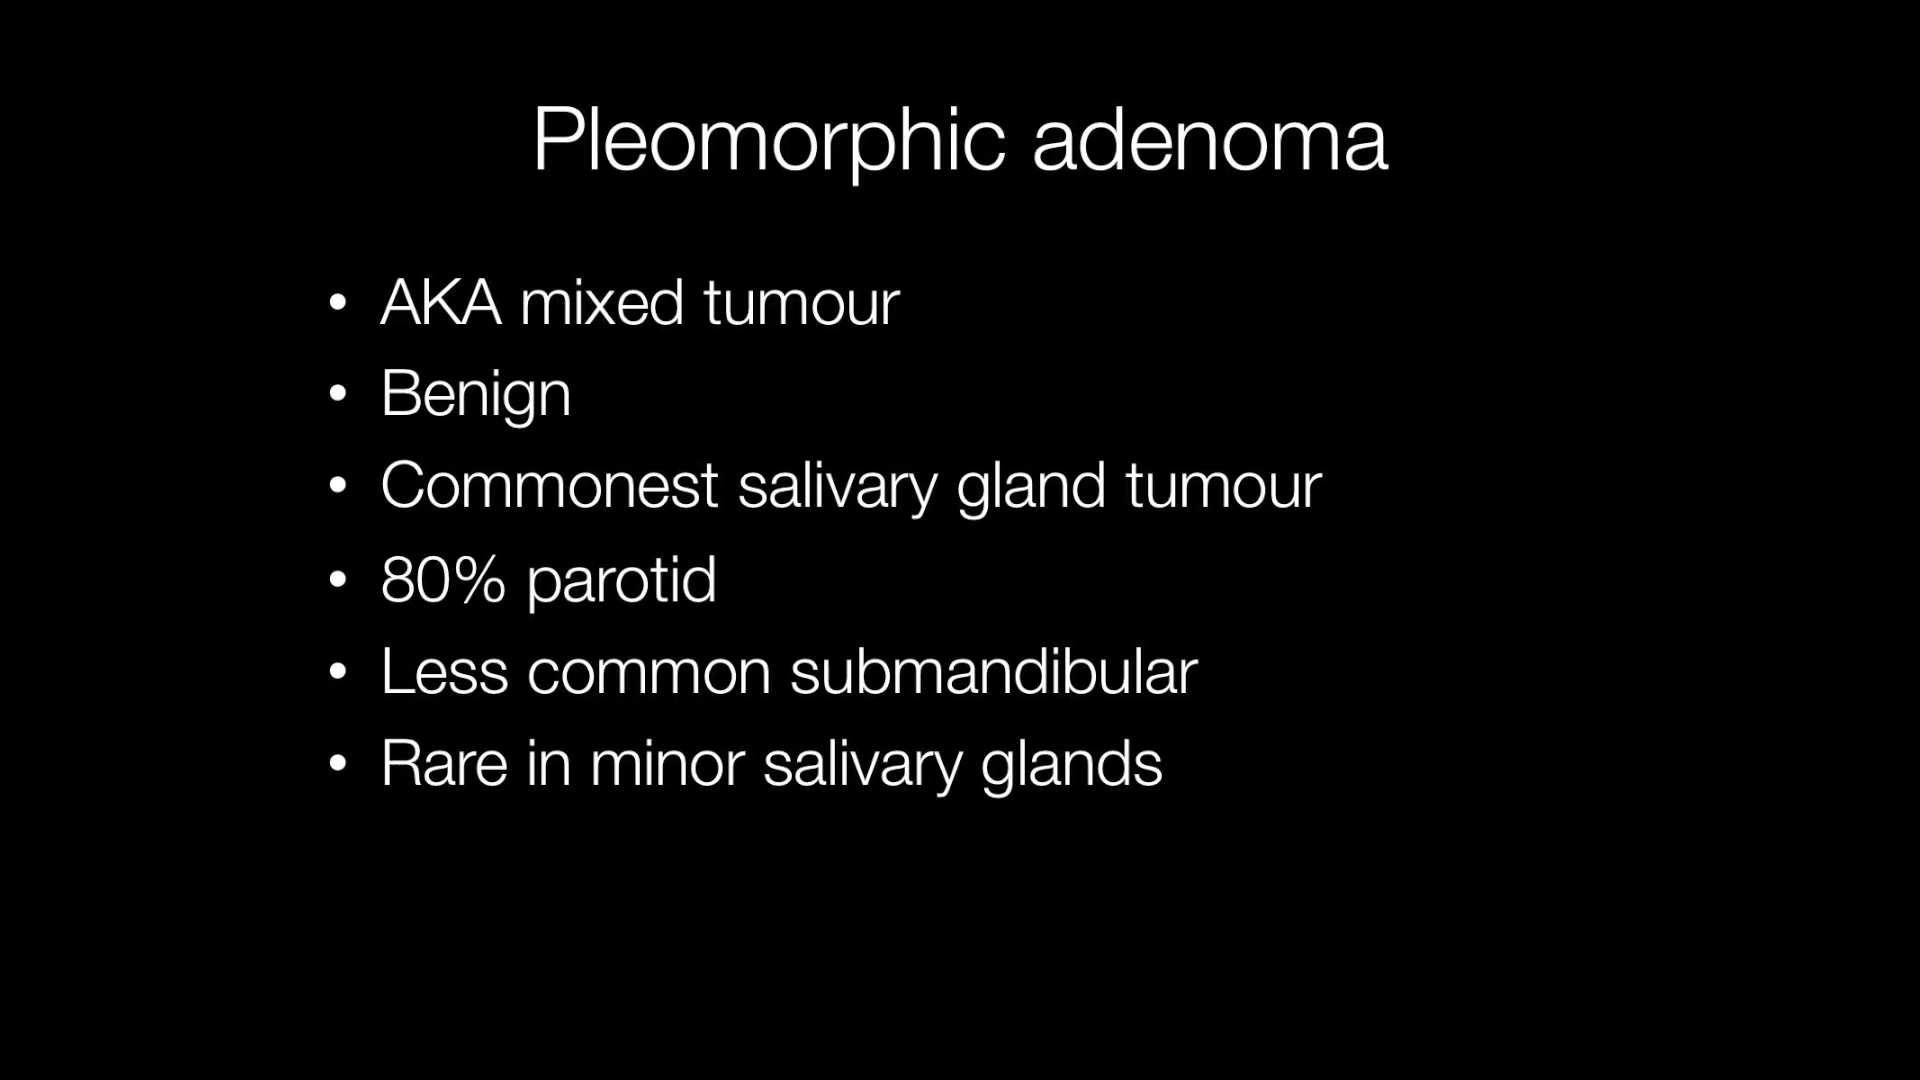 Pleomorphic adenoma
• AKA mixed tumour
• Benign
• Commonest salivary gland tumour
• 80% parotid
• Less common submandibular
• Rare in minor salivary glands